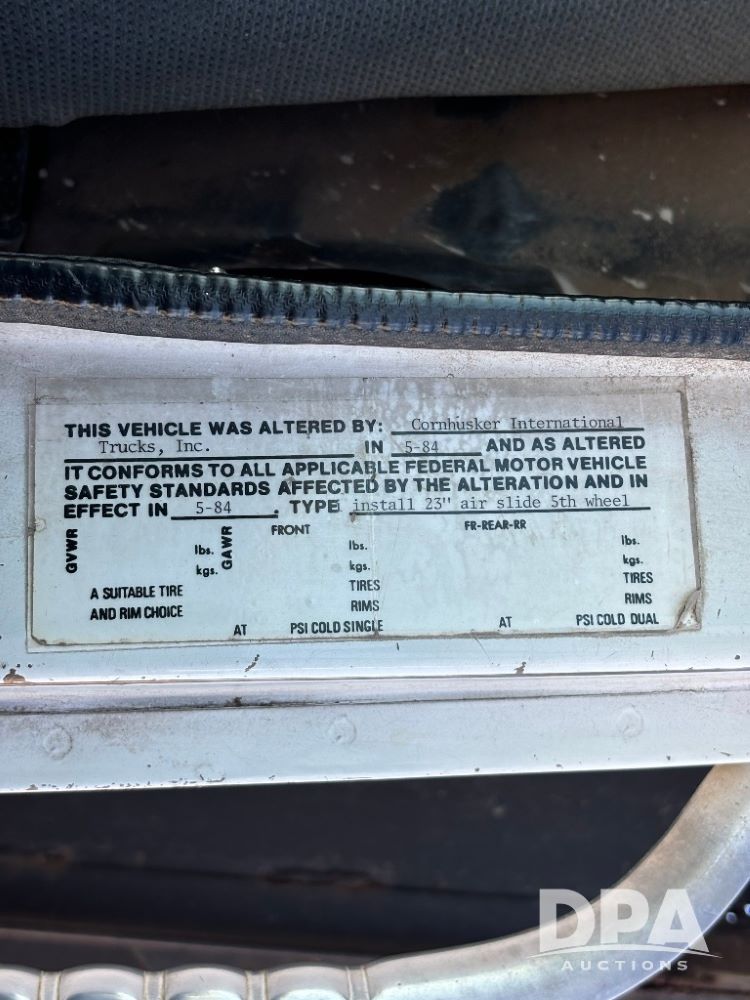 THIS VEHICLE WAS ALTERED BY: Cornhusker International
Trucks, Inc. IN 5-84 AND AS ALTERED
IT CONFORMS TO ALL APPLICABLE FEDERAL MOTOR VEHICLE
SAFETY STANDARDS AFFECTED BY THE ALTERATION AND IN
EFFECT IN 5-84 . TYPE install 23" air slide 5th wheel
GVWR GAWR FRONT FR-REAR-RR
lbs. lbs. lbs.
kgs. kgs. kgs.
A SUITABLE TIRE TIRES TIRES
AND RIM CHOICE RIMS RIMS
AT PSI COLD SINGLE AT PSI COLD DUAL
DPA
AUCTIONS